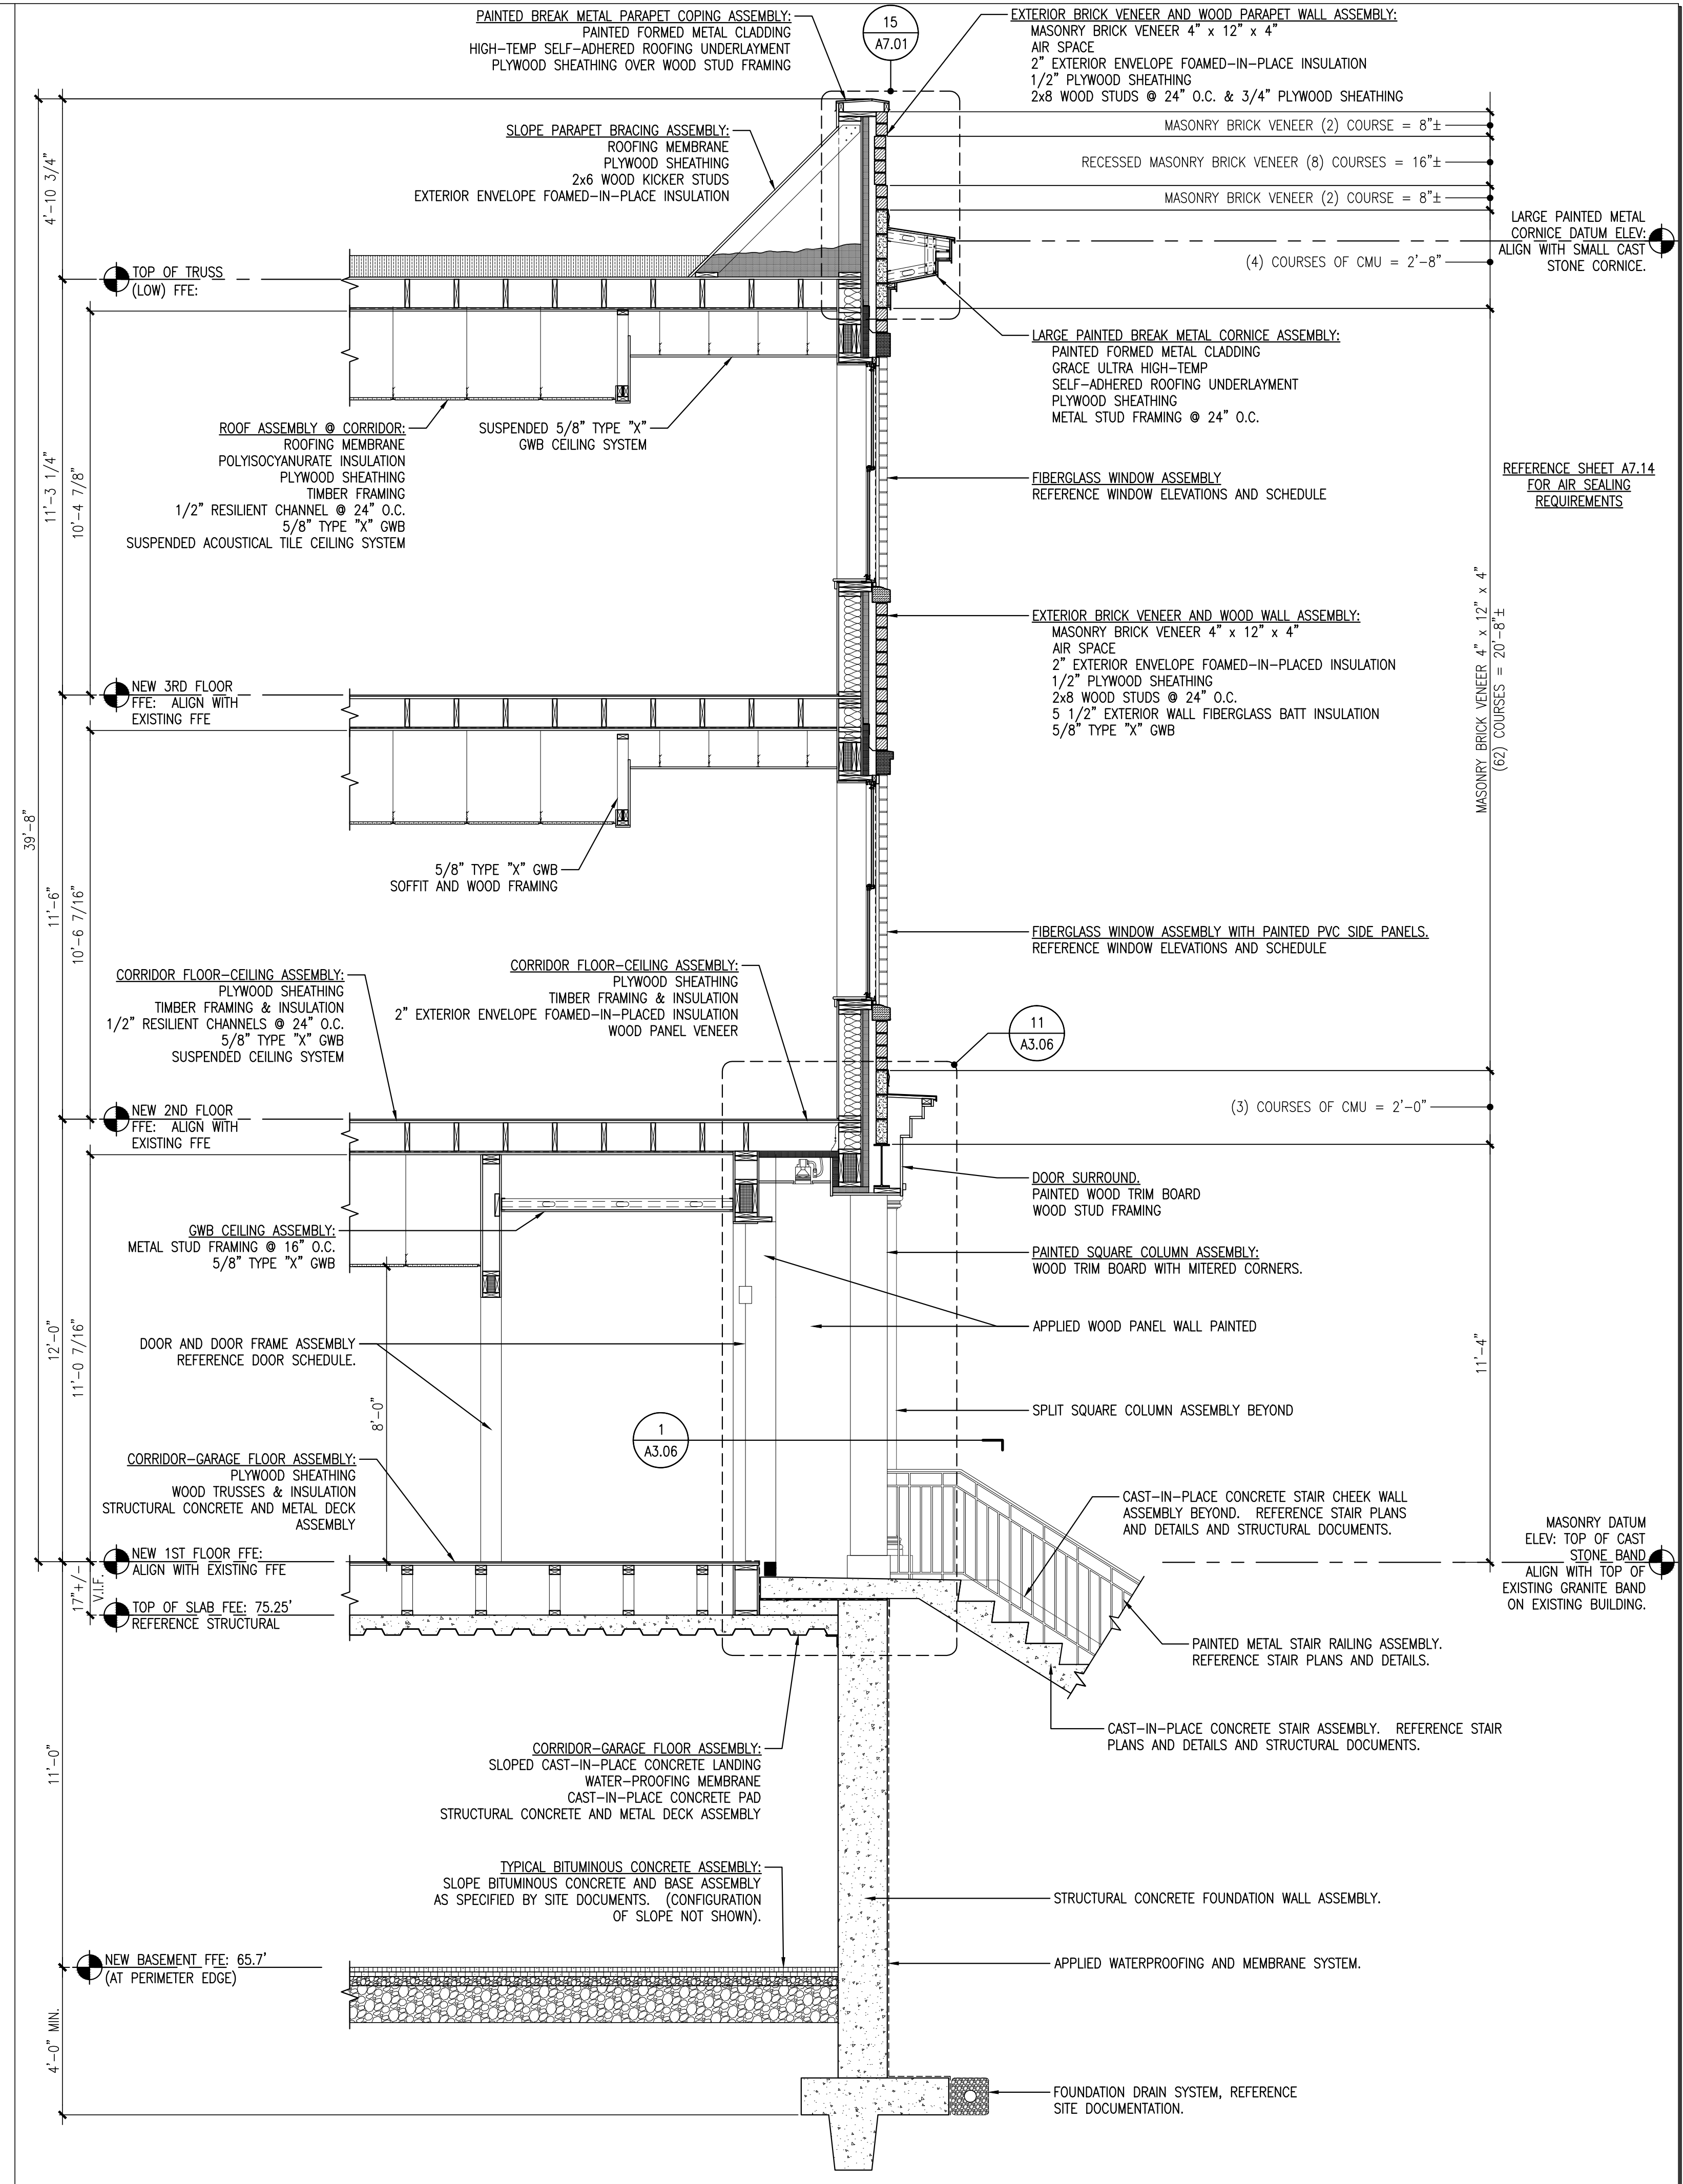 PAINTED BREAK METAL PARAPET COPING ASSEMBLY:
PAINTED FORMED METAL CLADDING
HIGH-TEMP SELF-ADHERED ROOFING UNDERLAYMENT
PLYWOOD SHEATHING OVER WOOD STUD FRAMING
15
A7.01
EXTERIOR BRICK VENEER AND WOOD PARAPET WALL ASSEMBLY:
MASONRY BRICK VENEER 4" x 12" x 4"
AIR SPACE
2" EXTERIOR ENVELOPE FOAMED-IN-PLACE INSULATION
1/2" PLYWOOD SHEATHING
2x8 WOOD STUDS @ 24" O.C. & 3/4" PLYWOOD SHEATHING
SLOPE PARAPET BRACING ASSEMBLY:
ROOFING MEMBRANE
PLYWOOD SHEATHING
2x6 WOOD KICKER STUDS
EXTERIOR ENVELOPE FOAMED-IN-PLACE INSULATION
MASONRY BRICK VENEER (2) COURSE = 8"±
RECESSED MASONRY BRICK VENEER (8) COURSES = 16"±
MASONRY BRICK VENEER (2) COURSE = 8"±
LARGE PAINTED METAL
CORNICE DATUM ELEV:
ALIGN WITH SMALL CAST
STONE CORNICE.
(4) COURSES OF CMU = 2'-8"
4'-10 3/4"
TOP OF TRUSS
(LOW) FFE:
LARGE PAINTED BREAK METAL CORNICE ASSEMBLY:
PAINTED FORMED METAL CLADDING
GRACE ULTRA HIGH-TEMP
SELF-ADHERED ROOFING UNDERLAYMENT
PLYWOOD SHEATHING
METAL STUD FRAMING @ 24" O.C.
ROOF ASSEMBLY @ CORRIDOR:
ROOFING MEMBRANE
POLYISOCYANURATE INSULATION
PLYWOOD SHEATHING
TIMBER FRAMING
1/2" RESILIENT CHANNEL @ 24" O.C.
5/8" TYPE "X" GWB
SUSPENDED ACOUSTICAL TILE CEILING SYSTEM
SUSPENDED 5/8" TYPE "X"
GWB CEILING SYSTEM
11'-3 1/4"
10'-4 7/8"
FIBERGLASS WINDOW ASSEMBLY
REFERENCE WINDOW ELEVATIONS AND SCHEDULE
REFERENCE SHEET A7.14
FOR AIR SEALING
REQUIREMENTS
EXTERIOR BRICK VENEER AND WOOD WALL ASSEMBLY:
MASONRY BRICK VENEER 4" x 12" x 4"
AIR SPACE
2" EXTERIOR ENVELOPE FOAMED-IN-PLACED INSULATION
1/2" PLYWOOD SHEATHING
2x8 WOOD STUDS @ 24" O.C.
5 1/2" EXTERIOR WALL FIBERGLASS BATT INSULATION
5/8" TYPE "X" GWB
MASONRY BRICK VENEER 4" x 12" x 4"
(62) COURSES = 20'-8"±
NEW 3RD FLOOR
FFE: ALIGN WITH
EXISTING FFE
39'-8"
11'-6"
10'-6 7/16"
5/8" TYPE "X" GWB
SOFFIT AND WOOD FRAMING
FIBERGLASS WINDOW ASSEMBLY WITH PAINTED PVC SIDE PANELS.
REFERENCE WINDOW ELEVATIONS AND SCHEDULE
CORRIDOR FLOOR-CEILING ASSEMBLY:
PLYWOOD SHEATHING
TIMBER FRAMING & INSULATION
1/2" RESILIENT CHANNELS @ 24" O.C.
5/8" TYPE "X" GWB
SUSPENDED CEILING SYSTEM
CORRIDOR FLOOR-CEILING ASSEMBLY:
PLYWOOD SHEATHING
TIMBER FRAMING & INSULATION
2" EXTERIOR ENVELOPE FOAMED-IN-PLACED INSULATION
WOOD PANEL VENEER
11
A3.06
NEW 2ND FLOOR
FFE: ALIGN WITH
EXISTING FFE
(3) COURSES OF CMU = 2'-0"
DOOR SURROUND.
PAINTED WOOD TRIM BOARD
WOOD STUD FRAMING
GWB CEILING ASSEMBLY:
METAL STUD FRAMING @ 16" O.C.
5/8" TYPE "X" GWB
PAINTED SQUARE COLUMN ASSEMBLY:
WOOD TRIM BOARD WITH MITERED CORNERS.
APPLIED WOOD PANEL WALL PAINTED
DOOR AND DOOR FRAME ASSEMBLY
REFERENCE DOOR SCHEDULE.
12'-0"
11'-0 7/16"
8'-0"
11'-4"
SPLIT SQUARE COLUMN ASSEMBLY BEYOND
1
A3.06
CORRIDOR-GARAGE FLOOR ASSEMBLY:
PLYWOOD SHEATHING
WOOD TRUSSES & INSULATION
STRUCTURAL CONCRETE AND METAL DECK
ASSEMBLY
CAST-IN-PLACE CONCRETE STAIR CHEEK WALL
ASSEMBLY BEYOND. REFERENCE STAIR PLANS
AND DETAILS AND STRUCTURAL DOCUMENTS.
MASONRY DATUM
ELEV: TOP OF CAST
STONE BAND
ALIGN WITH TOP OF
EXISTING GRANITE BAND
ON EXISTING BUILDING.
NEW 1ST FLOOR FFE:
ALIGN WITH EXISTING FFE
17"+/-
V.I.F.
TOP OF SLAB FEE: 75.25'
REFERENCE STRUCTURAL
PAINTED METAL STAIR RAILING ASSEMBLY.
REFERENCE STAIR PLANS AND DETAILS.
CAST-IN-PLACE CONCRETE STAIR ASSEMBLY. REFERENCE STAIR
PLANS AND DETAILS AND STRUCTURAL DOCUMENTS.
11'-0"
CORRIDOR-GARAGE FLOOR ASSEMBLY:
SLOPED CAST-IN-PLACE CONCRETE LANDING
WATER-PROOFING MEMBRANE
CAST-IN-PLACE CONCRETE PAD
STRUCTURAL CONCRETE AND METAL DECK ASSEMBLY
TYPICAL BITUMINOUS CONCRETE ASSEMBLY:
SLOPE BITUMINOUS CONCRETE AND BASE ASSEMBLY
AS SPECIFIED BY SITE DOCUMENTS. (CONFIGURATION
OF SLOPE NOT SHOWN).
STRUCTURAL CONCRETE FOUNDATION WALL ASSEMBLY.
NEW BASEMENT FFE: 65.7'
(AT PERIMETER EDGE)
APPLIED WATERPROOFING AND MEMBRANE SYSTEM.
4'-0" MIN.
FOUNDATION DRAIN SYSTEM, REFERENCE
SITE DOCUMENTATION.